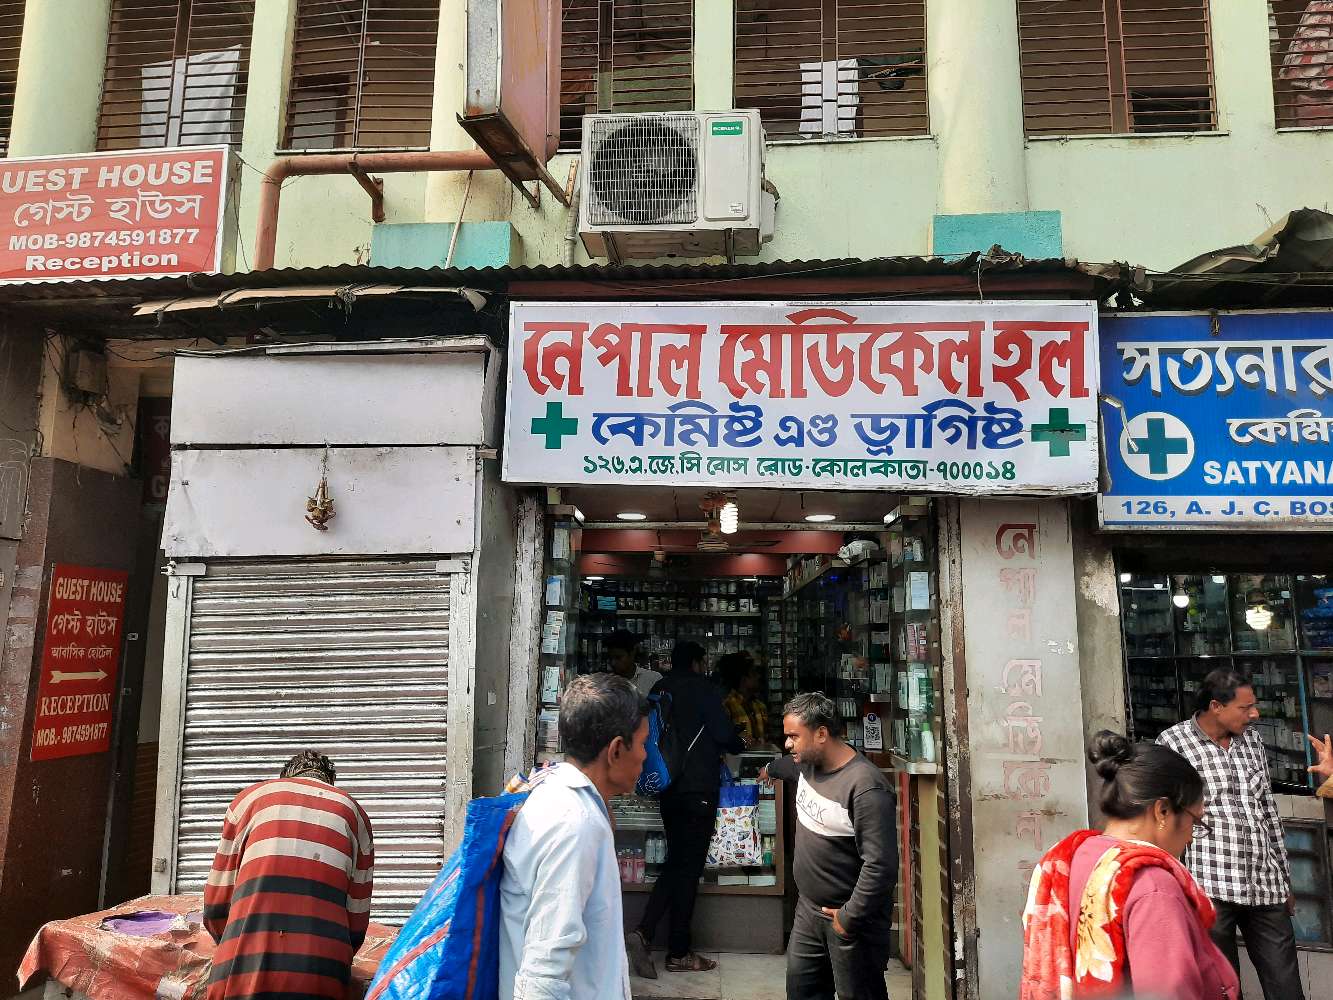 UEST HOUSE
গেস্ট হাউস
MOB-9874591877
Reception
নেপাল মেডিকেল হল
কেমিষ্ট এণ্ড ড্রাগিষ্ট
১২৬,এ.জে.সি বোস রোড-কোলকাতা-৭০০০১৪
সত্যনার
কেমি
SATYANA
126, A. J. C. BOS
GUEST HOUSE
গেস্ট হাউস
আবাসিক হোটেল
RECEPTION
MOB.- 9874591877
নে
পা
ল
মে
ডি
কে
ল
BLACK